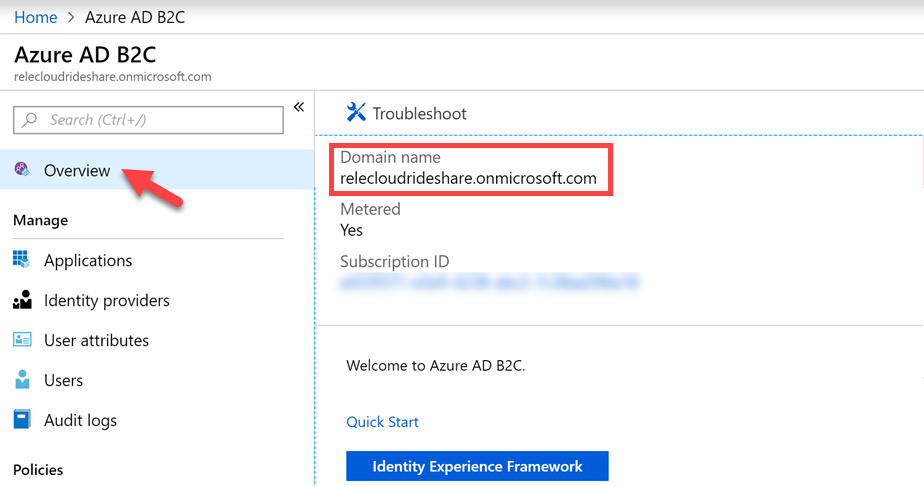 Home > Azure AD B2C
Azure AD B2C
relecloudrideshare.onmicrosoft.com
Search (Ctrl+/)
«
Overview
Manage
Applications
Identity providers
User attributes
Users
Audit logs
Policies
Troubleshoot
Domain name
relecloudrideshare.onmicrosoft.com
Metered
Yes
Subscription ID
Welcome to Azure AD B2C.
Quick Start
Identity Experience Framework